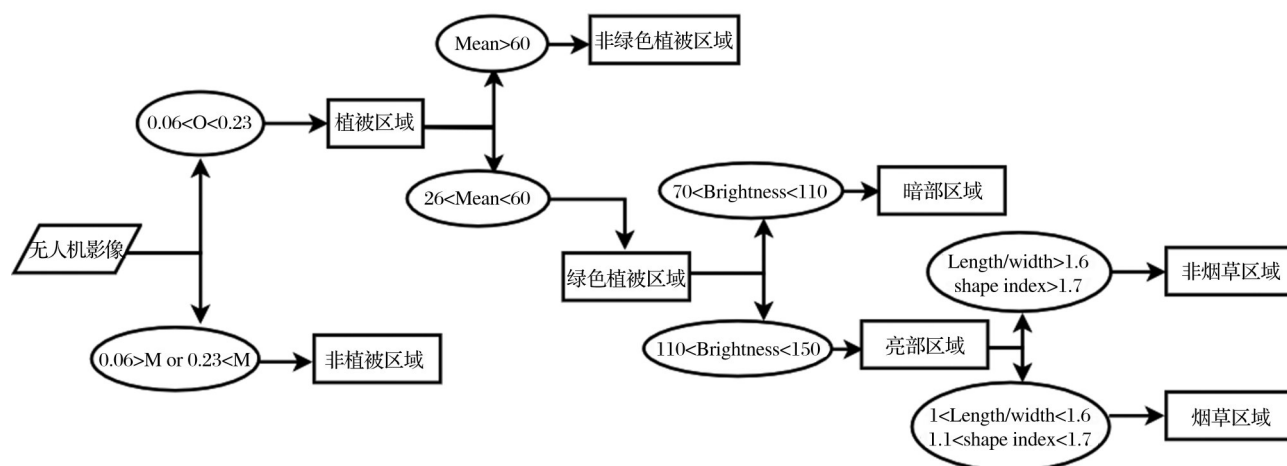 Mean>60
非绿色植被区域
0.06<O<0.23
植被区域
26<Mean<60
70<Brightness<110
暗部区域
无人机影像
绿色植被区域
Length/width>1.6
shape index>1.7
非烟草区域
0.06>M or 0.23<M
非植被区域
110<Brightness<150
亮部区域
1<Length/width<1.6
1.1<shape index<1.7
烟草区域